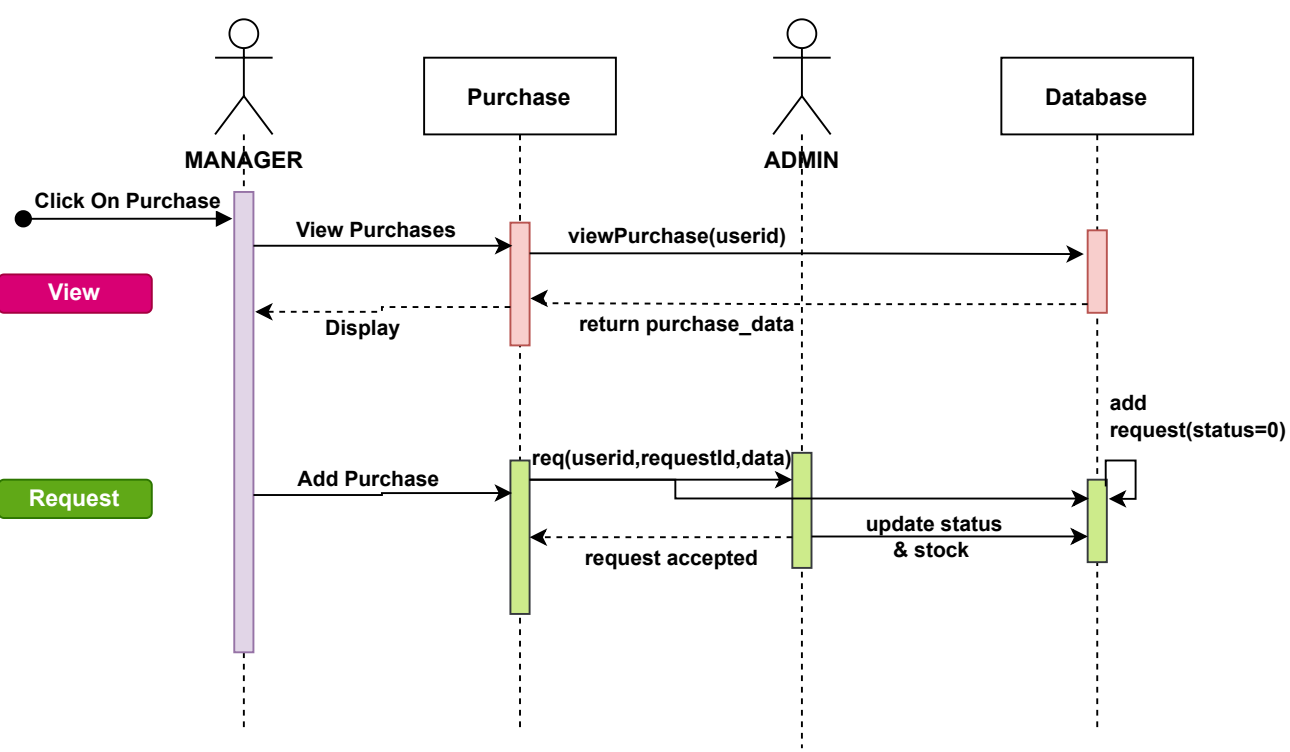 Purchase
Database
MANAGER
ADMIN
Click On Purchase
View Purchases
viewPurchase(userid)
View
Display
return purchase_data
add
request(status=0)
req(userid,requestId,data)
Add Purchase
Request
update status
& stock
request accepted